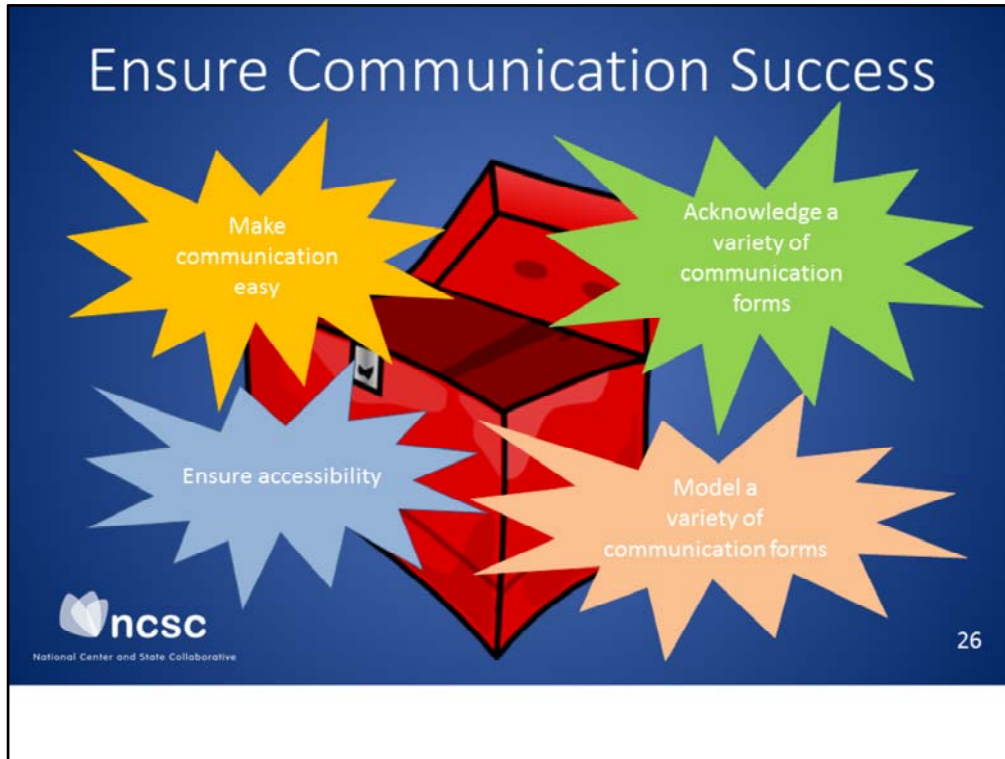 Ensure Communication Success
Make
communication
easy
Acknowledge a
variety of
communication
forms
Ensure accessibility
Model a
variety of
communication forms
ncsc
National Center and State Collaborative
26